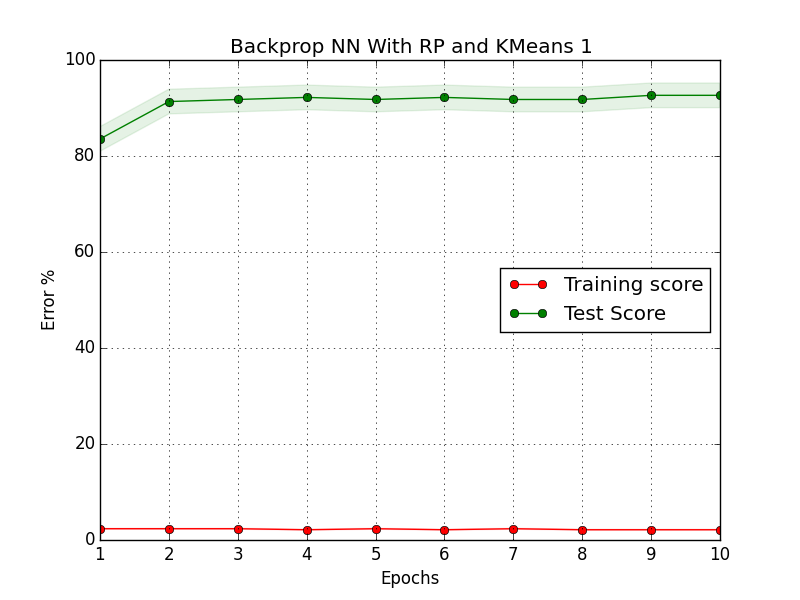 Backprop NN With RP and KMeans 1
100
80
60
40
20
0
Error %
Training score
Test Score
1 2 3 4 5 6 7 8 9 10
Epochs